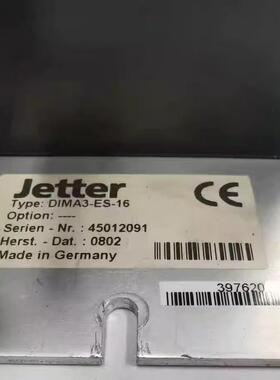 Jetter
Type: DIMA3-ES-16
Option: ----
Serien - Nr. : 45012091
Herst. - Dat. : 0802
Made in Germany
CE
397620